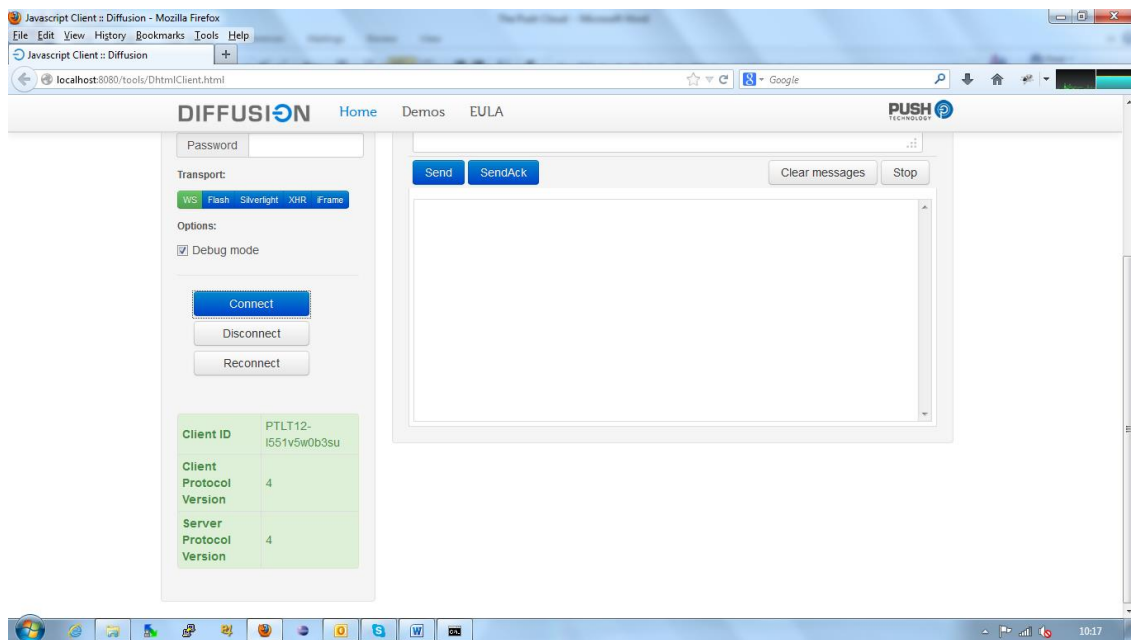 Javascript Client :: Diffusion - Mozilla Firefox
File Edit View History Bookmarks Tools Help
Javascript Client :: Diffusion
localhost:8080/tools/DhtmlClient.html
Google
DIFFUSION Home Demos EULA PUSH TECHNOLOGY
Password
Transport:
Send SendAck Clear messages Stop
WS Flash Silverlight XHR iFrame
Options:
Debug mode
Connect
Disconnect
Reconnect
Client ID PTLT12-
l551v5w0b3su
Client
Protocol 4
Version
Server
Protocol 4
Version
10:17